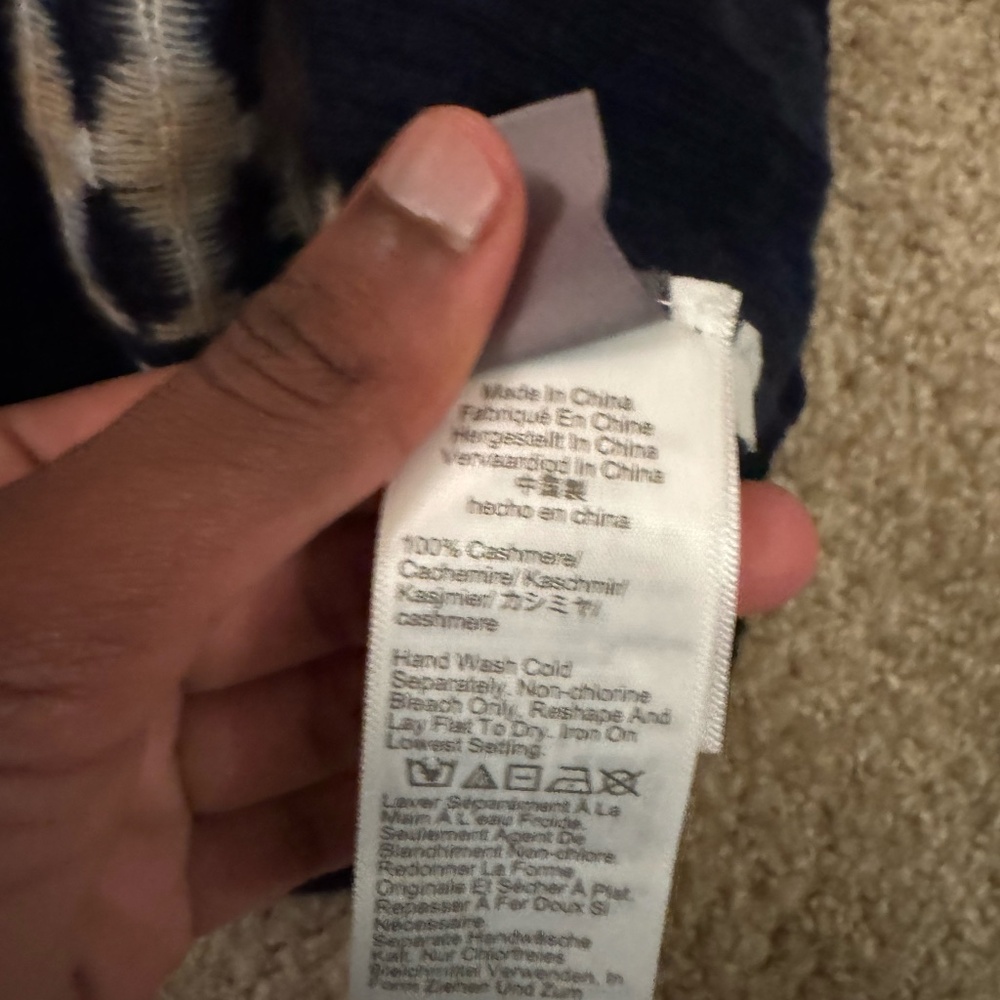 Made In China
Fabriqué En Chine
Hergestellt In China
Vervaardigd In China
中国製
hecho en china
100% Cashmere/
Cachemire/ Kaschmir/
Kasjmier/ カシミヤ/
cashmere
Hand Wash Cold
Separately. Non-chlorine
Bleach Only. Reshape And
Lay Flat To Dry. Iron On
Lowest Setting.
Laver Séparément À La
Main À L'eau Froide.
Seulement Agent De
Blanchiment Non-chlore.
Redonner La Forme
Originale Et Sécher À Plat.
Repasser À Fer Doux Si
Nécessaire
Separate Handwäsche
Kalt. Nur Chlorfreies
Bleichmittel Verwenden. In
Form Ziehen Und Zum